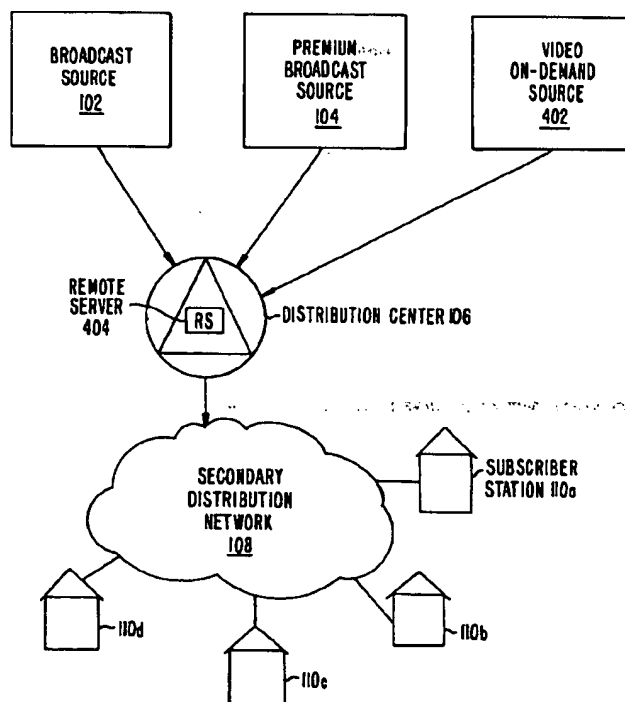 BROADCAST
SOURCE
102
PREMIUM
BROADCAST
SOURCE
104
VIDEO
ON-DEMAND
SOURCE
402
REMOTE
SERVER
404
RS
DISTRIBUTION CENTER 106
SECONDARY
DISTRIBUTION
NETWORK
108
SUBSCRIBER
STATION 110a
110d
110c
110b